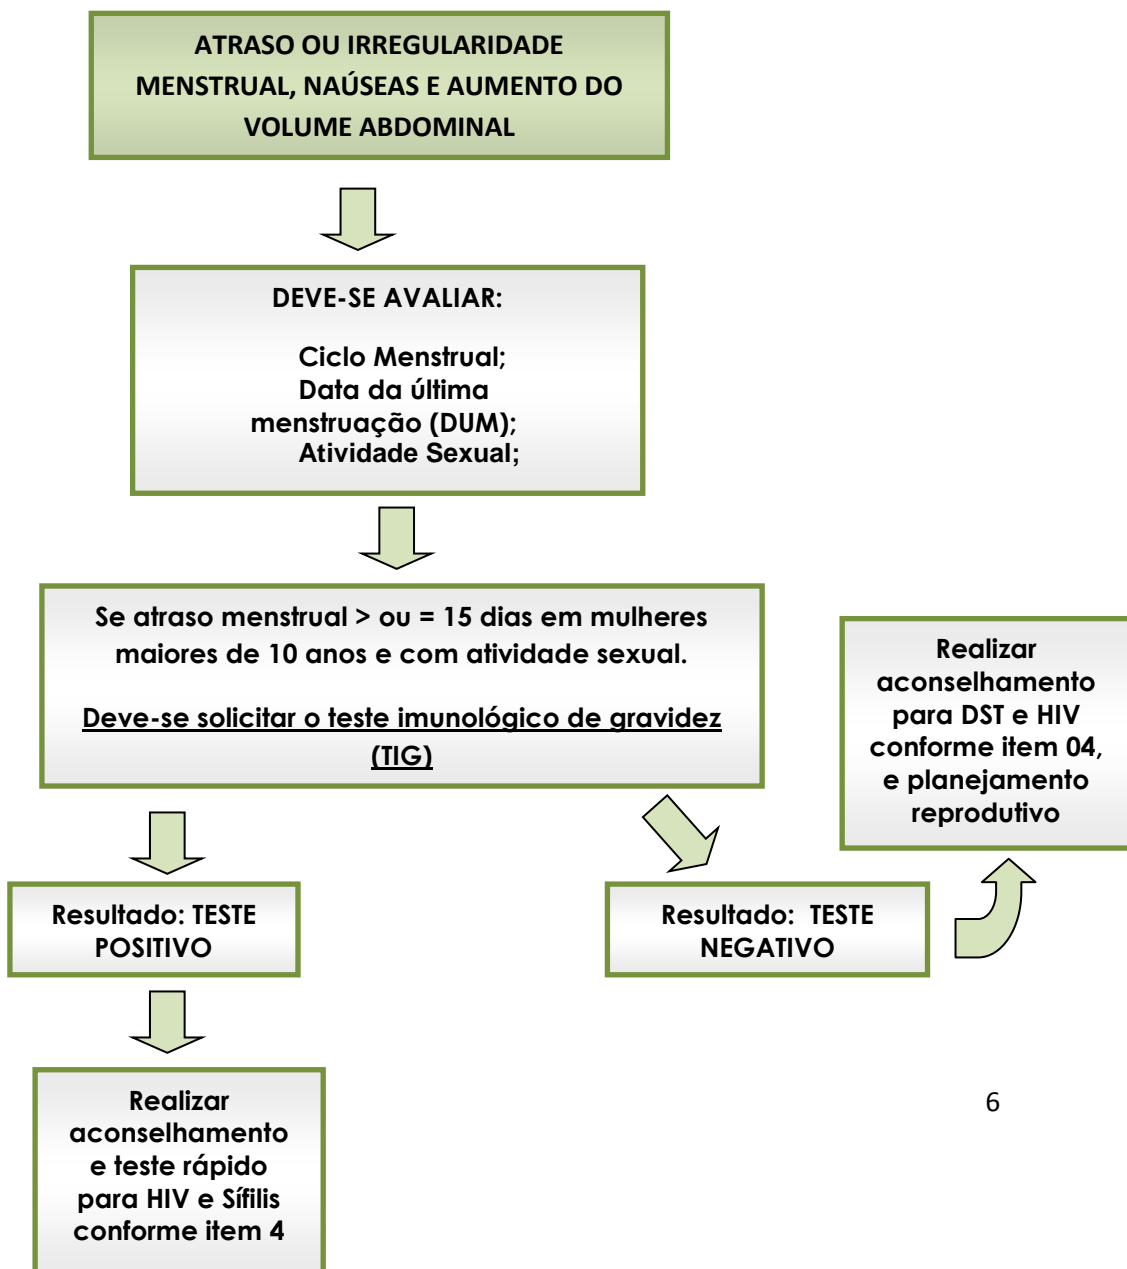 ATRASO OU IRREGULARIDADE
MENSTRUAL, NAÚSEAS E AUMENTO DO
VOLUME ABDOMINAL
DEVE-SE AVALIAR:
Ciclo Menstrual;
Data da última
menstruação (DUM);
Atividade Sexual;
Se atraso menstrual > ou = 15 dias em mulheres
maiores de 10 anos e com atividade sexual.
Deve-se solicitar o teste imunológico de gravidez
(TIG)
Realizar
aconselhamento
para DST e HIV
conforme item 04,
e planejamento
reprodutivo
Resultado: TESTE
POSITIVO
Resultado:  TESTE
NEGATIVO
Realizar
aconselhamento
e teste rápido
para HIV e Sífilis
conforme item 4
6